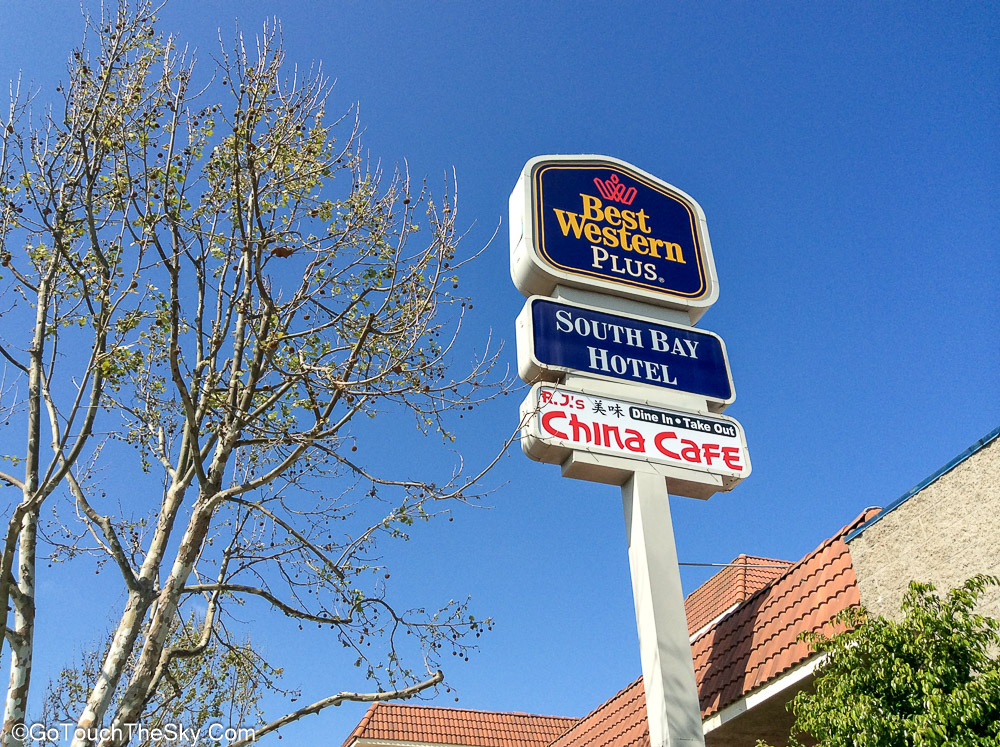 Best
Western
PLUS®
SOUTH BAY
HOTEL
R.J.'s 美味 Dine In • Take Out
China Cafe
©GoTouchTheSky.Com